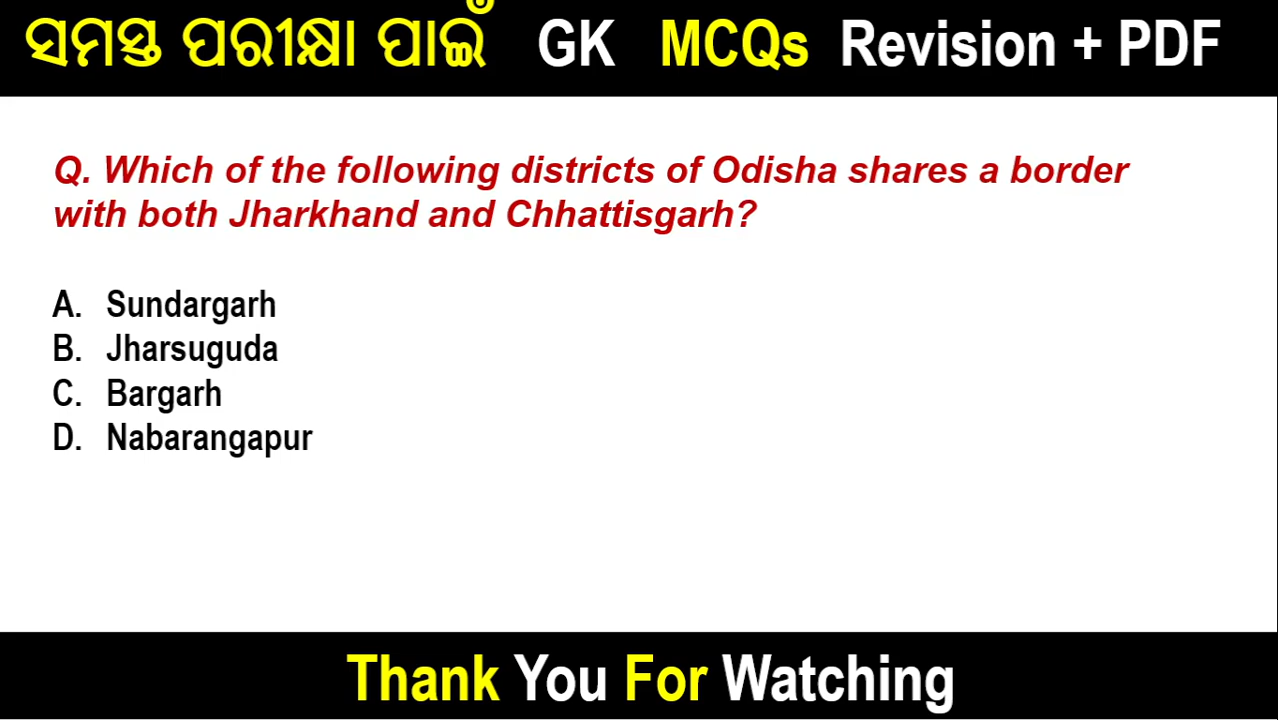 ସମସ୍ତ ପରୀକ୍ଷା ପାଇଁ GK MCQs Revision + PDF
Q. Which of the following districts of Odisha shares a border
with both Jharkhand and Chhattisgarh?
A. Sundargarh
B. Jharsuguda
C. Bargarh
D. Nabarangapur
Thank You For Watching